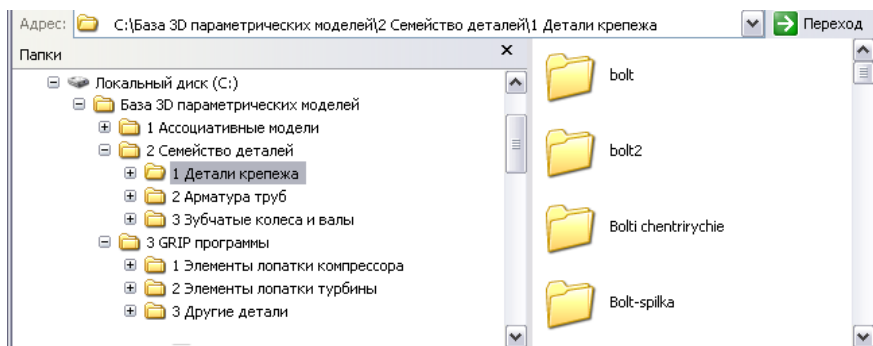 Адрес: C:\База 3D параметрических моделей\2 Семейство деталей\1 Детали крепежа Переход
Папки
Локальный диск (C:)
База 3D параметрических моделей
1 Ассоциативные модели
2 Семейство деталей
1 Детали крепежа
2 Арматура труб
3 Зубчатые колеса и валы
3 GRIP программы
1 Элементы лопатки компрессора
2 Элементы лопатки турбины
3 Другие детали
bolt
bolt2
Bolti chentrirychie
Bolt-spilka